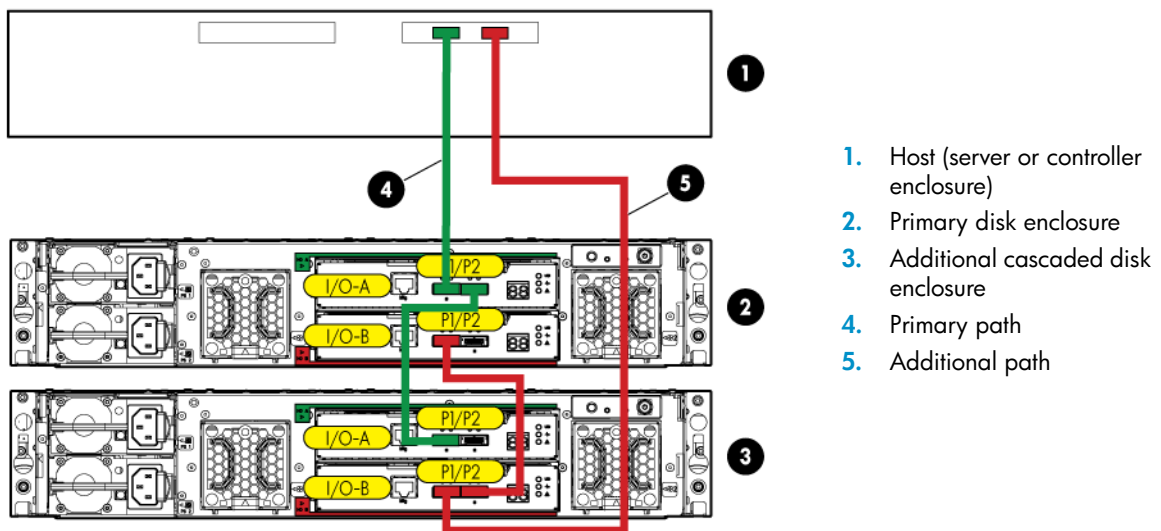 1
4
5
P1/P2
I/O-A
P1/P2
I/O-B
2
P1/P2
I/O-A
P1/P2
I/O-B
3
1. Host (server or controller
enclosure)
2. Primary disk enclosure
3. Additional cascaded disk
enclosure
4. Primary path
5. Additional path